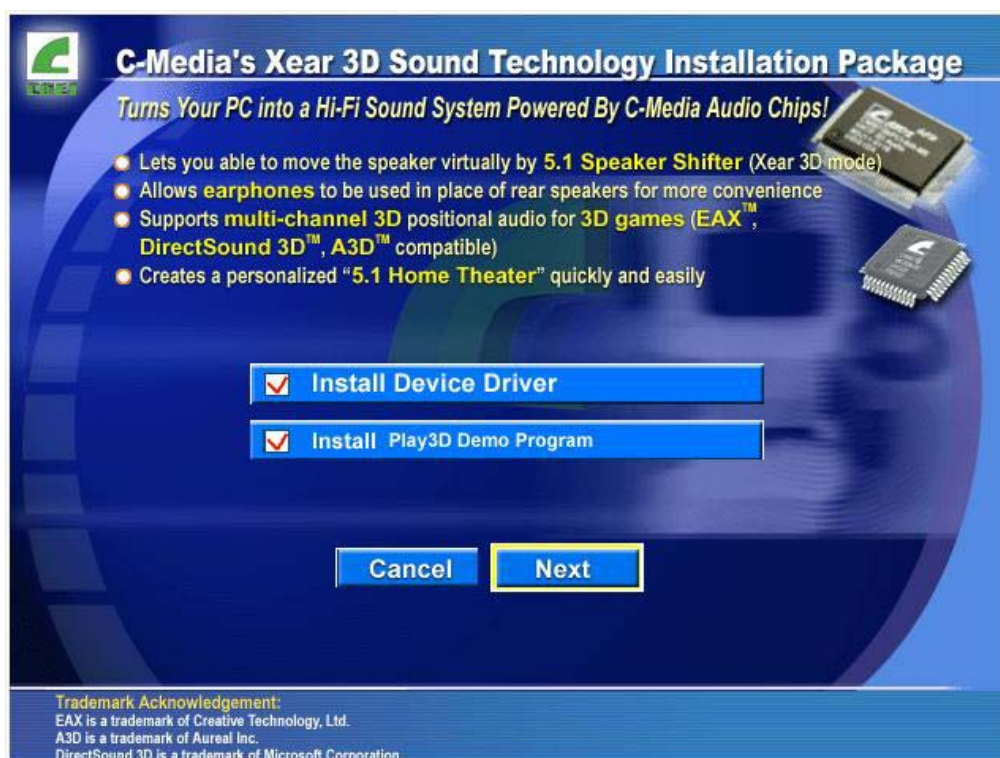 C-Media's Xear 3D Sound Technology Installation Package
Turns Your PC into a Hi-Fi Sound System Powered By C-Media Audio Chips!
Lets you able to move the speaker virtually by 5.1 Speaker Shifter (Xear 3D mode)
Allows earphones to be used in place of rear speakers for more convenience
Supports multi-channel 3D positional audio for 3D games (EAX™,
DirectSound 3D™, A3D™ compatible)
Creates a personalized “5.1 Home Theater” quickly and easily
Install Device Driver
Install Play3D Demo Program
Cancel Next
Trademark Acknowledgement:
EAX is a trademark of Creative Technology, Ltd.
A3D is a trademark of Aureal Inc.
DirectSound 3D is a trademark of Microsoft Corporation